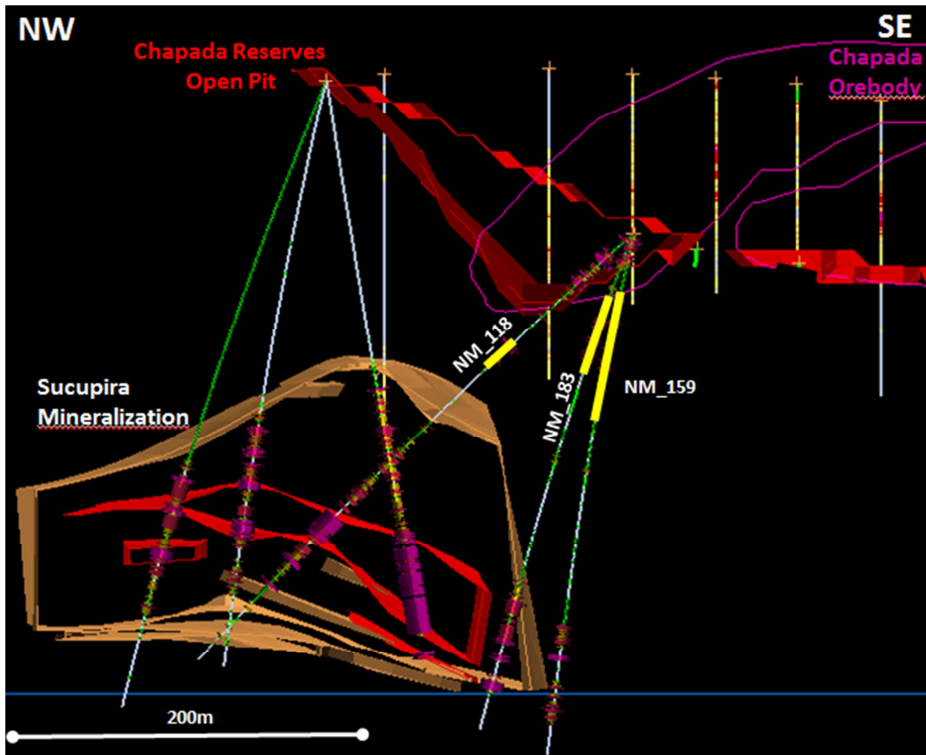 NW
SE
Chapada Reserves
Open Pit
Chapada
Orebody
NM_118
NM_183
NM_159
Sucupira
Mineralization
200m